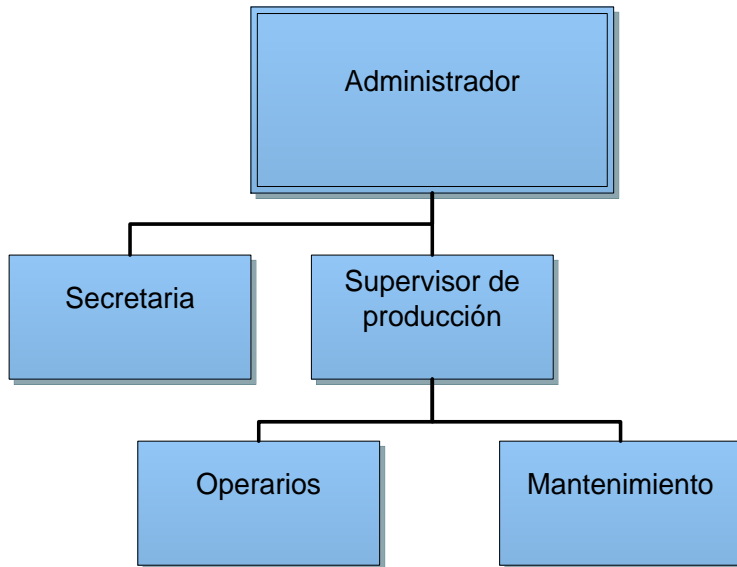 Administrador
Secretaria
Supervisor de
producción
Operarios
Mantenimiento